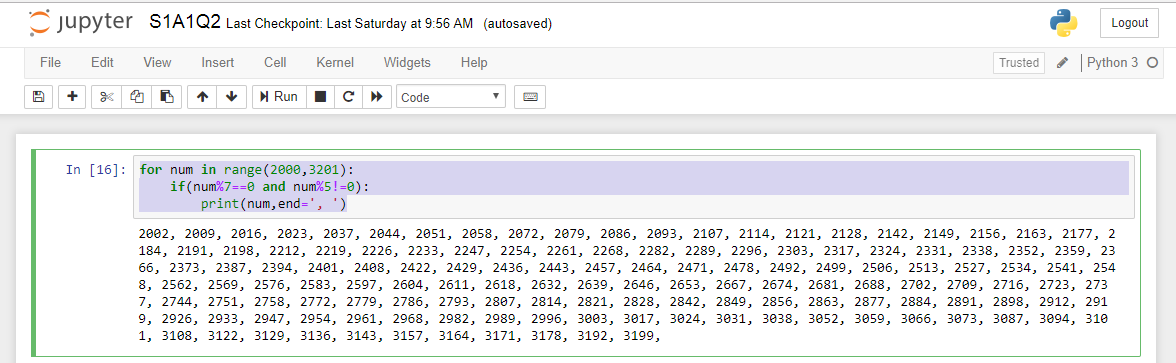 jupyter S1A1Q2 Last Checkpoint: Last Saturday at 9:56 AM (autosaved) Logout
File Edit View Insert Cell Kernel Widgets Help Trusted Python 3
Run Code
In [16]: for num in range(2000,3201):
    if(num%7==0 and num%5!=0):
        print(num,end=', ')
2002, 2009, 2016, 2023, 2037, 2044, 2051, 2058, 2072, 2079, 2086, 2093, 2107, 2114, 2121, 2128, 2142, 2149, 2156, 2163, 2177, 2
184, 2191, 2198, 2212, 2219, 2226, 2233, 2247, 2254, 2261, 2268, 2282, 2289, 2296, 2303, 2317, 2324, 2331, 2338, 2352, 2359, 23
66, 2373, 2387, 2394, 2401, 2408, 2422, 2429, 2436, 2443, 2457, 2464, 2471, 2478, 2492, 2499, 2506, 2513, 2527, 2534, 2541, 254
8, 2562, 2569, 2576, 2583, 2597, 2604, 2611, 2618, 2632, 2639, 2646, 2653, 2667, 2674, 2681, 2688, 2702, 2709, 2716, 2723, 273
7, 2744, 2751, 2758, 2772, 2779, 2786, 2793, 2807, 2814, 2821, 2828, 2842, 2849, 2856, 2863, 2877, 2884, 2891, 2898, 2912, 291
9, 2926, 2933, 2947, 2954, 2961, 2968, 2982, 2989, 2996, 3003, 3017, 3024, 3031, 3038, 3052, 3059, 3066, 3073, 3087, 3094, 310
1, 3108, 3122, 3129, 3136, 3143, 3157, 3164, 3171, 3178, 3192, 3199,